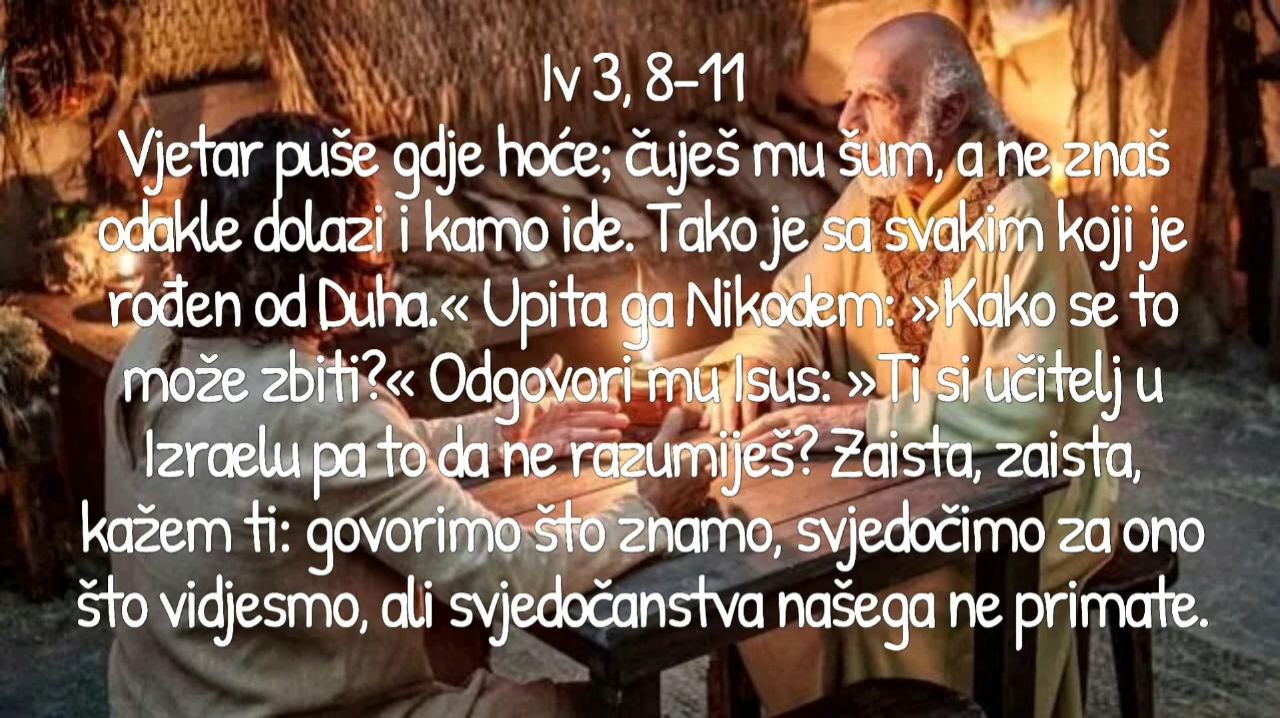 Iv 3, 8-11
Vjetar puše gdje hoće; čuješ mu šum, a ne znaš
odakle dolazi i kamo ide. Tako je sa svakim koji je
rođen od Duha.« Upita ga Nikodem: »Kako se to
može zbiti?« Odgovori mu Isus: »Ti si učitelj u
Izraelu pa to da ne razumiješ? Zaista, zaista,
kažem ti: govorimo što znamo, svjedočimo za ono
što vidjesmo, ali svjedočanstva našega ne primate.